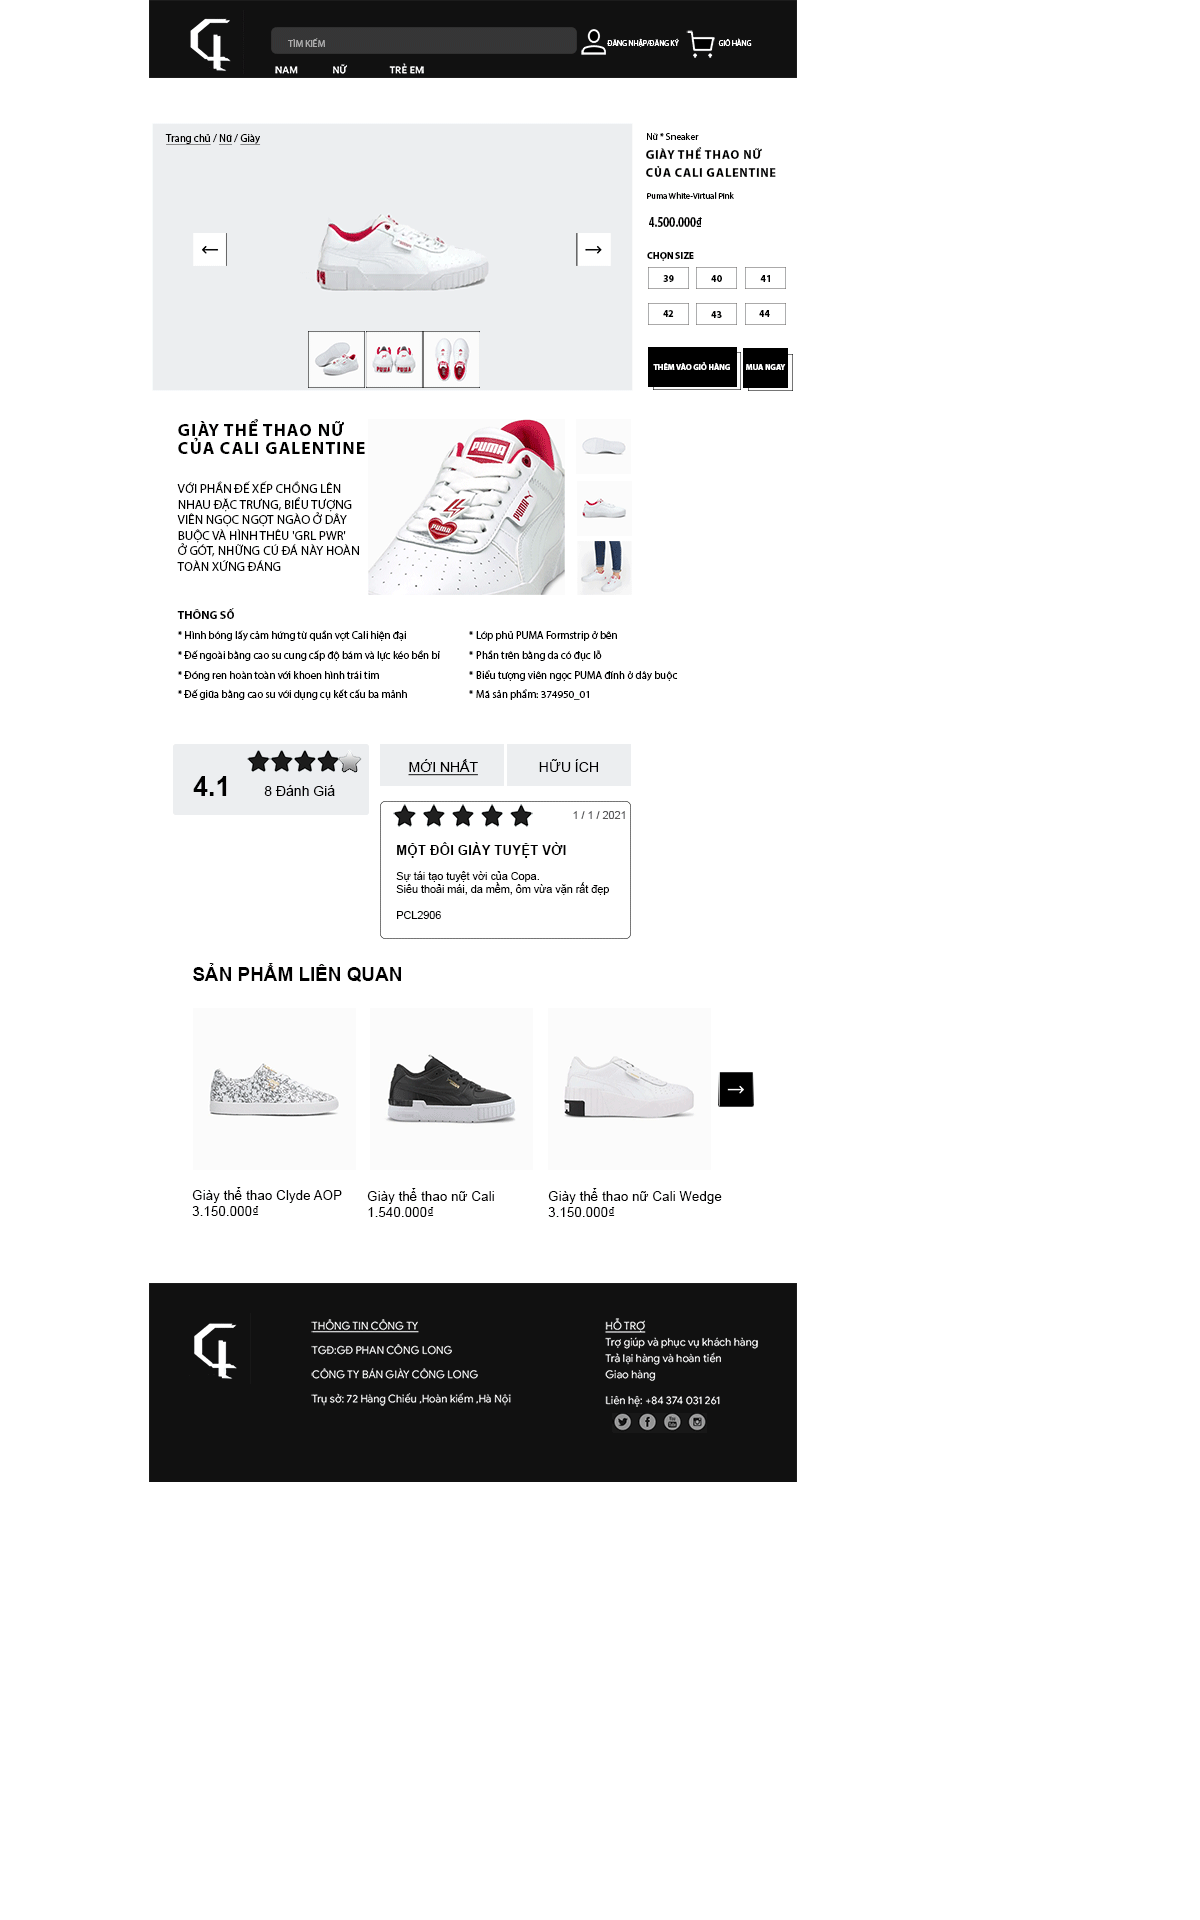 TÌM KIẾM
ĐĂNG NHẬP/ĐĂNG KÝ
GIỎ HÀNG
NAM NỮ TRẺ EM
Trang chủ / Nữ / Giày
Nữ * Sneaker
GIÀY THỂ THAO NỮ
CỦA CALI GALENTINE
Puma White-Virtual Pink
4.500.000₫
CHỌN SIZE
39 40 41
42 43 44
THÊM VÀO GIỎ HÀNG
MUA NGAY
PUMA PUMA
GIÀY THỂ THAO NỮ
CỦA CALI GALENTINE
VỚI PHẦN ĐẾ XẾP CHỒNG LÊN
NHAU ĐẶC TRƯNG, BIỂU TƯỢNG
VIÊN NGỌC NGỌT NGÀO Ở DÂY
BUỘC VÀ HÌNH THÊU 'GRL PWR'
Ở GÓT, NHỮNG CÚ ĐÁ NÀY HOÀN
TOÀN XỨNG ĐÁNG
PUMA
PUMA
PUMA
THÔNG SỐ
* Hình bóng lấy cảm hứng từ quần vợt Cali hiện đại
* Đế ngoài bằng cao su cung cấp độ bám và lực kéo bền bỉ
* Đóng ren hoàn toàn với khoen hình trái tim
* Đế giữa bằng cao su với dụng cụ kết cấu ba mảnh
* Lớp phủ PUMA Formstrip ở bên
* Phần trên bằng da có đục lỗ
* Biểu tượng viên ngọc PUMA đính ở dây buộc
* Mã sản phẩm: 374950_01
4.1
8 Đánh Giá
MỚI NHẤT
HỮU ÍCH
1 / 1 / 2021
MỘT ĐÔI GIÀY TUYỆT VỜI
Sự tái tạo tuyệt vời của Copa.
Siêu thoải mái, da mềm, ôm vừa vặn rất đẹp
PCL2906
SẢN PHẨM LIÊN QUAN
Giày thể thao Clyde AOP
3.150.000₫
Giày thể thao nữ Cali
1.540.000₫
Giày thể thao nữ Cali Wedge
3.150.000₫
THÔNG TIN CÔNG TY
TGĐ:GĐ PHAN CÔNG LONG
CÔNG TY BÁN GIÀY CÔNG LONG
Trụ sở: 72 Hàng Chiếu ,Hoàn kiếm ,Hà Nội
HỖ TRỢ
Trợ giúp và phục vụ khách hàng
Trả lại hàng và hoàn tiền
Giao hàng
Liên hệ: +84 374 031 261